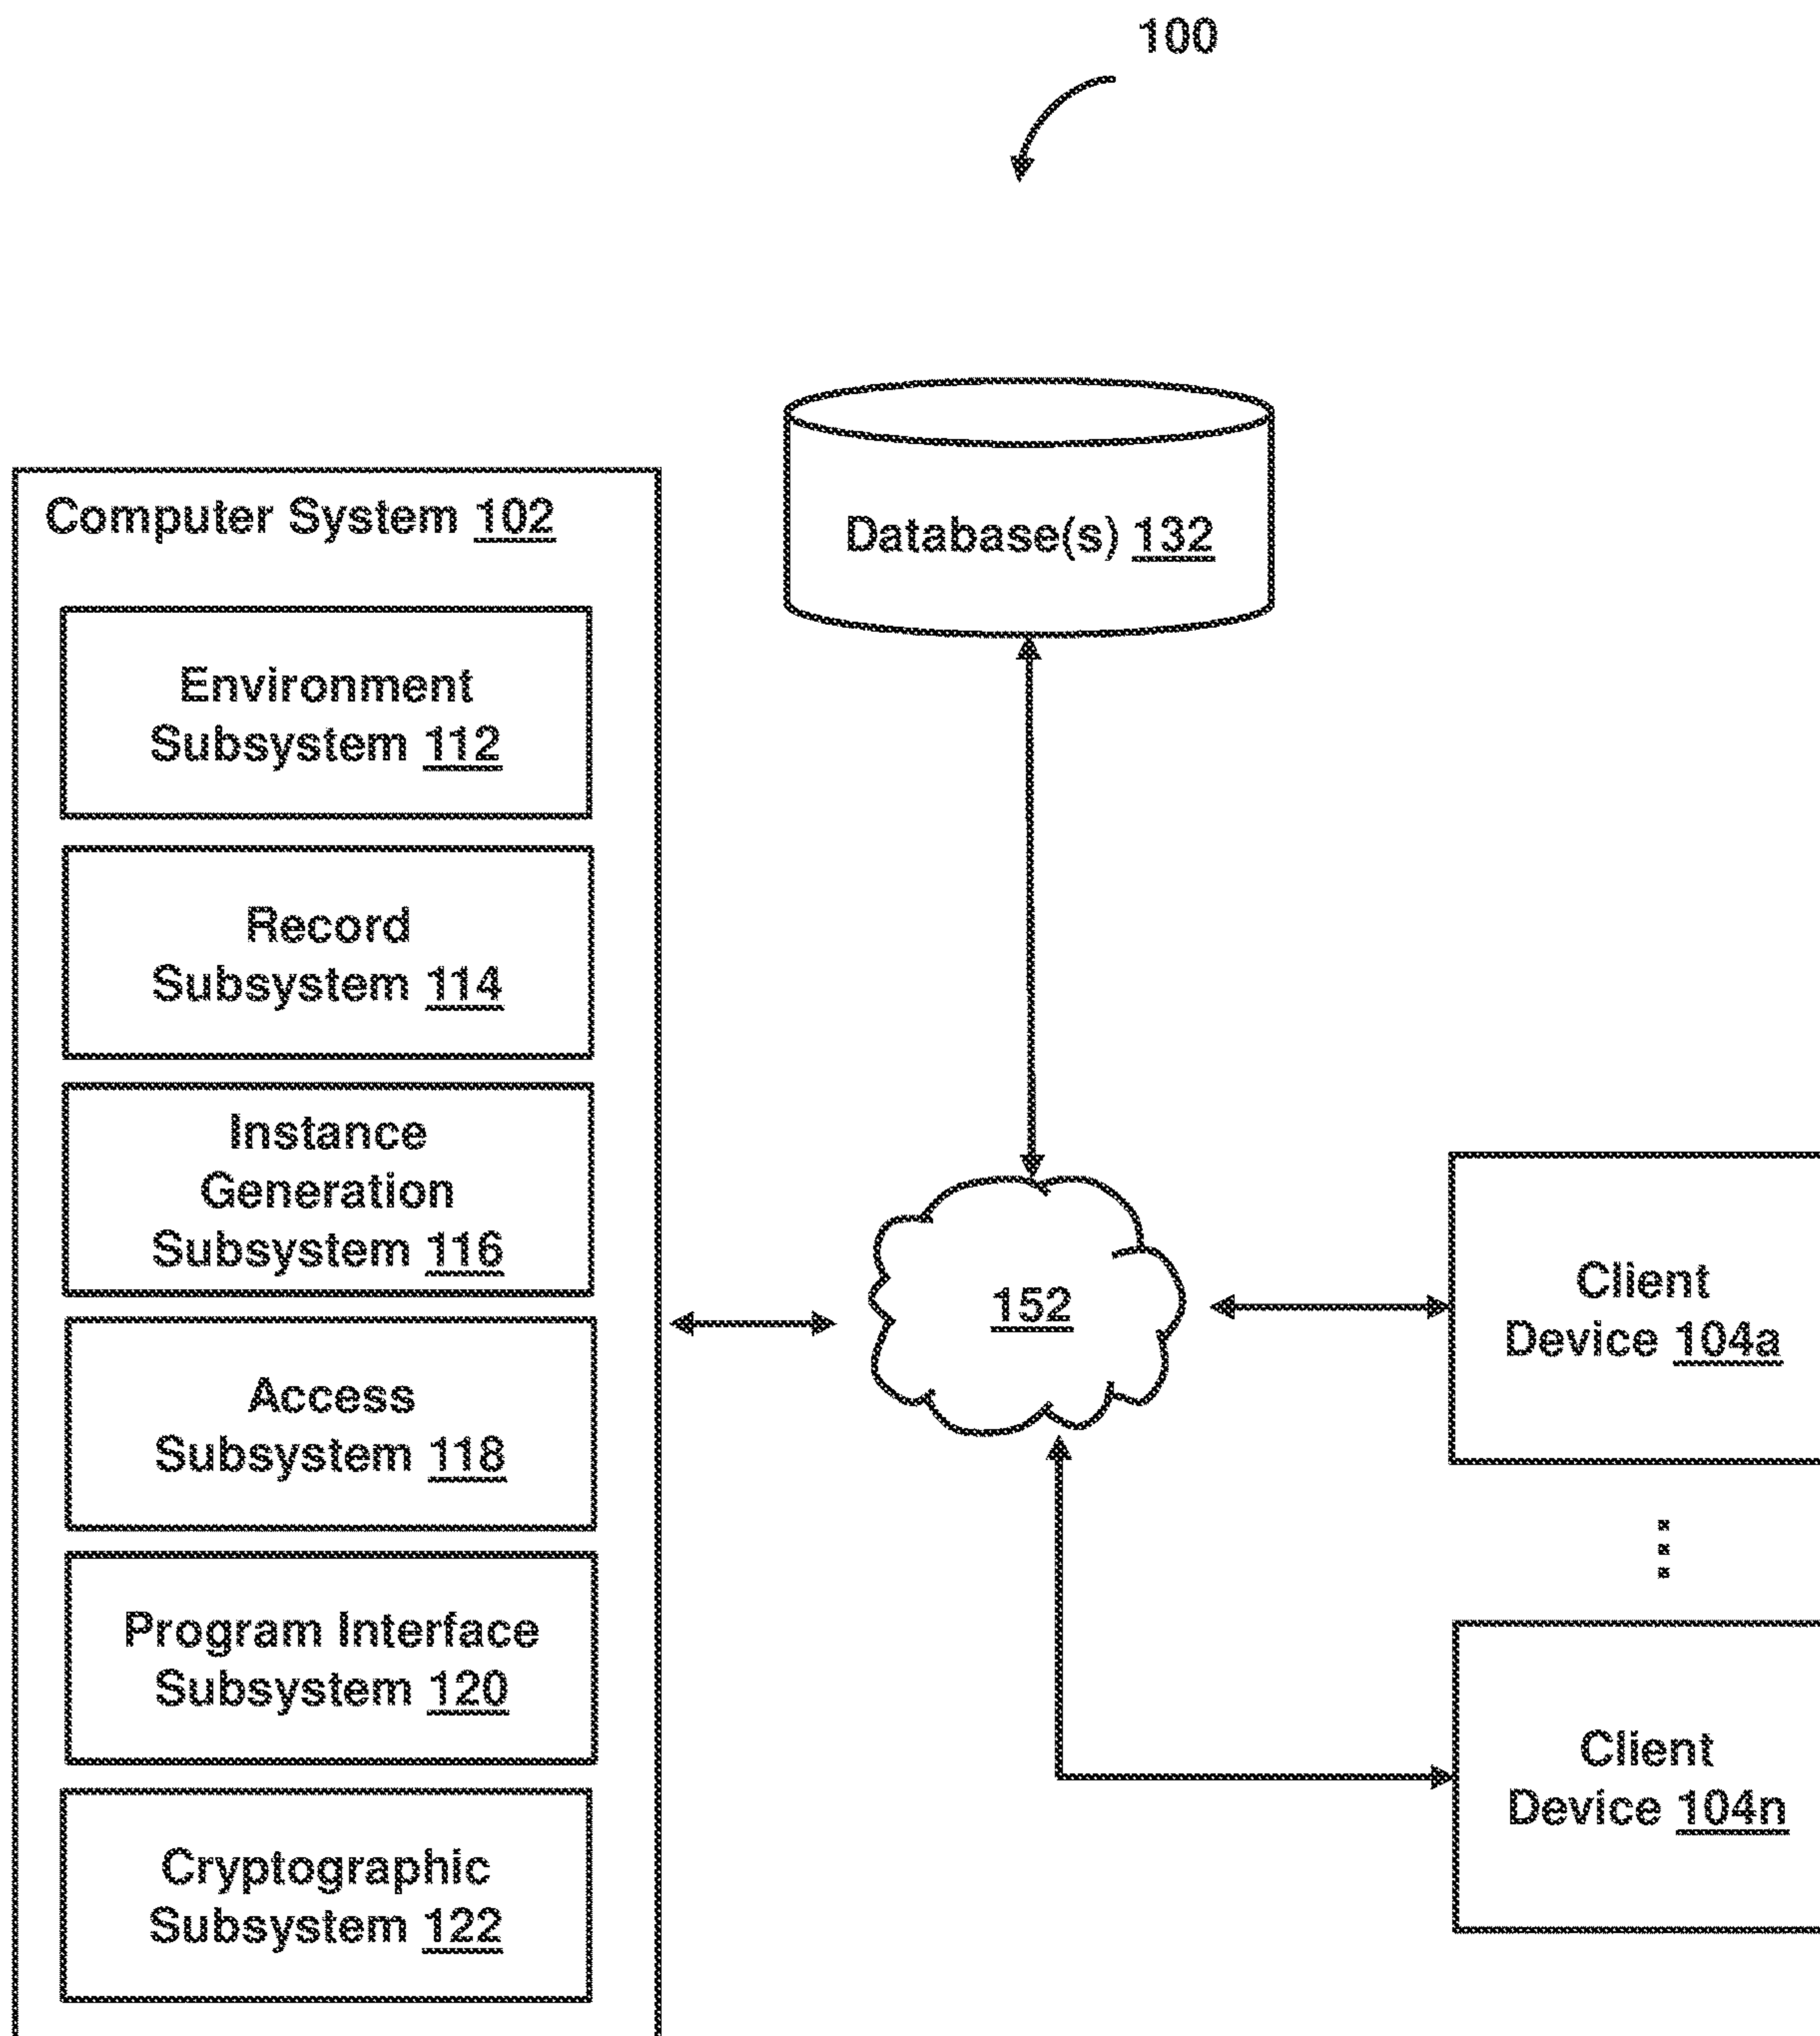 100
Computer System 102
Environment
Subsystem 112
Record
Subsystem 114
Instance
Generation
Subsystem 116
Access
Subsystem 118
Program Interface
Subsystem 120
Cryptographic
Subsystem 122
Database(s) 132
152
Client
Device 104a
Client
Device 104n